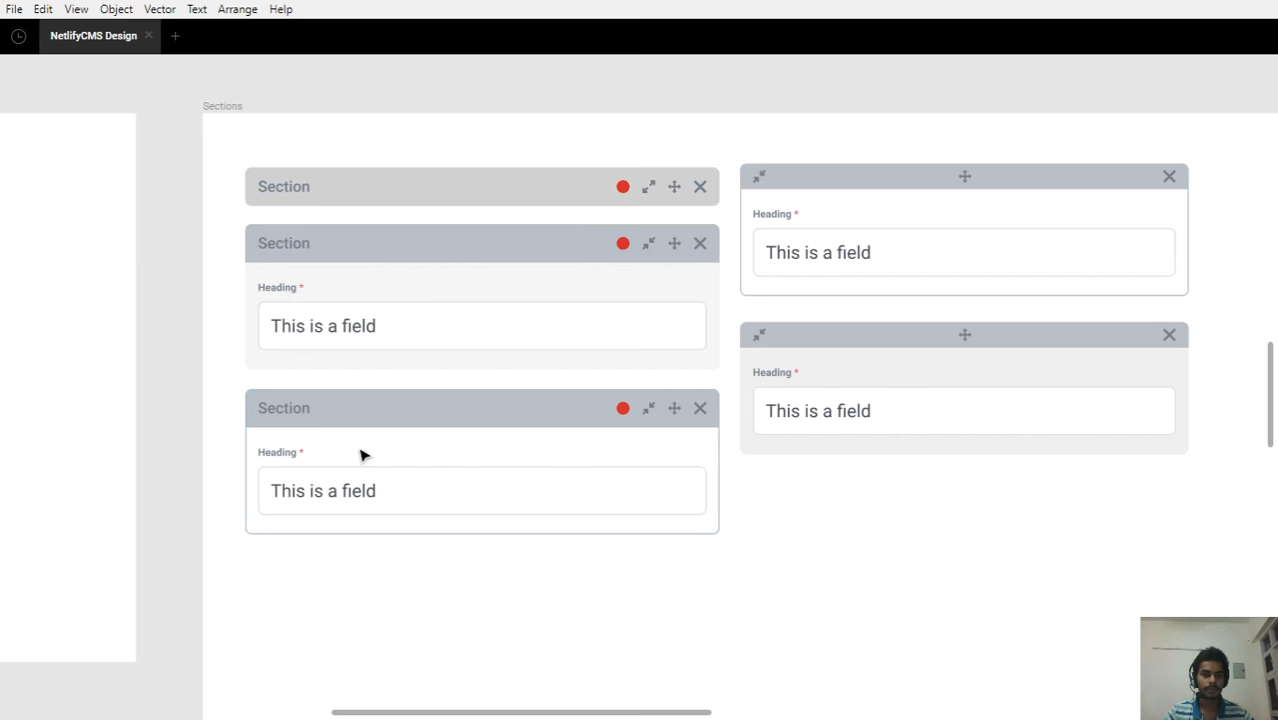 File Edit View Object Vector Text Arrange Help
NetlifyCMS Design
Sections
Section
Section
Heading *
This is a field
Section
Heading *
This is a field
Heading *
This is a field
Heading *
This is a field